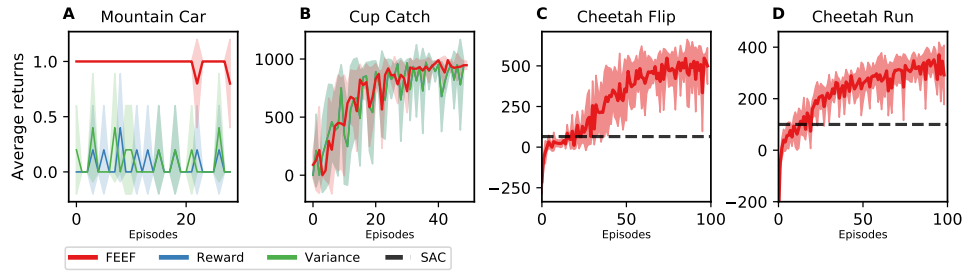 A Mountain Car
B Cup Catch
C Cheetah Flip
D Cheetah Run
Average returns
1.0
0.5
0.0
0 20
Episodes
1000
500
0
0 20 40
Episodes
500
250
0
−250
0 50 100
Episodes
400
200
0
−200
0 50 100
Episodes
FEEF Reward Variance SAC